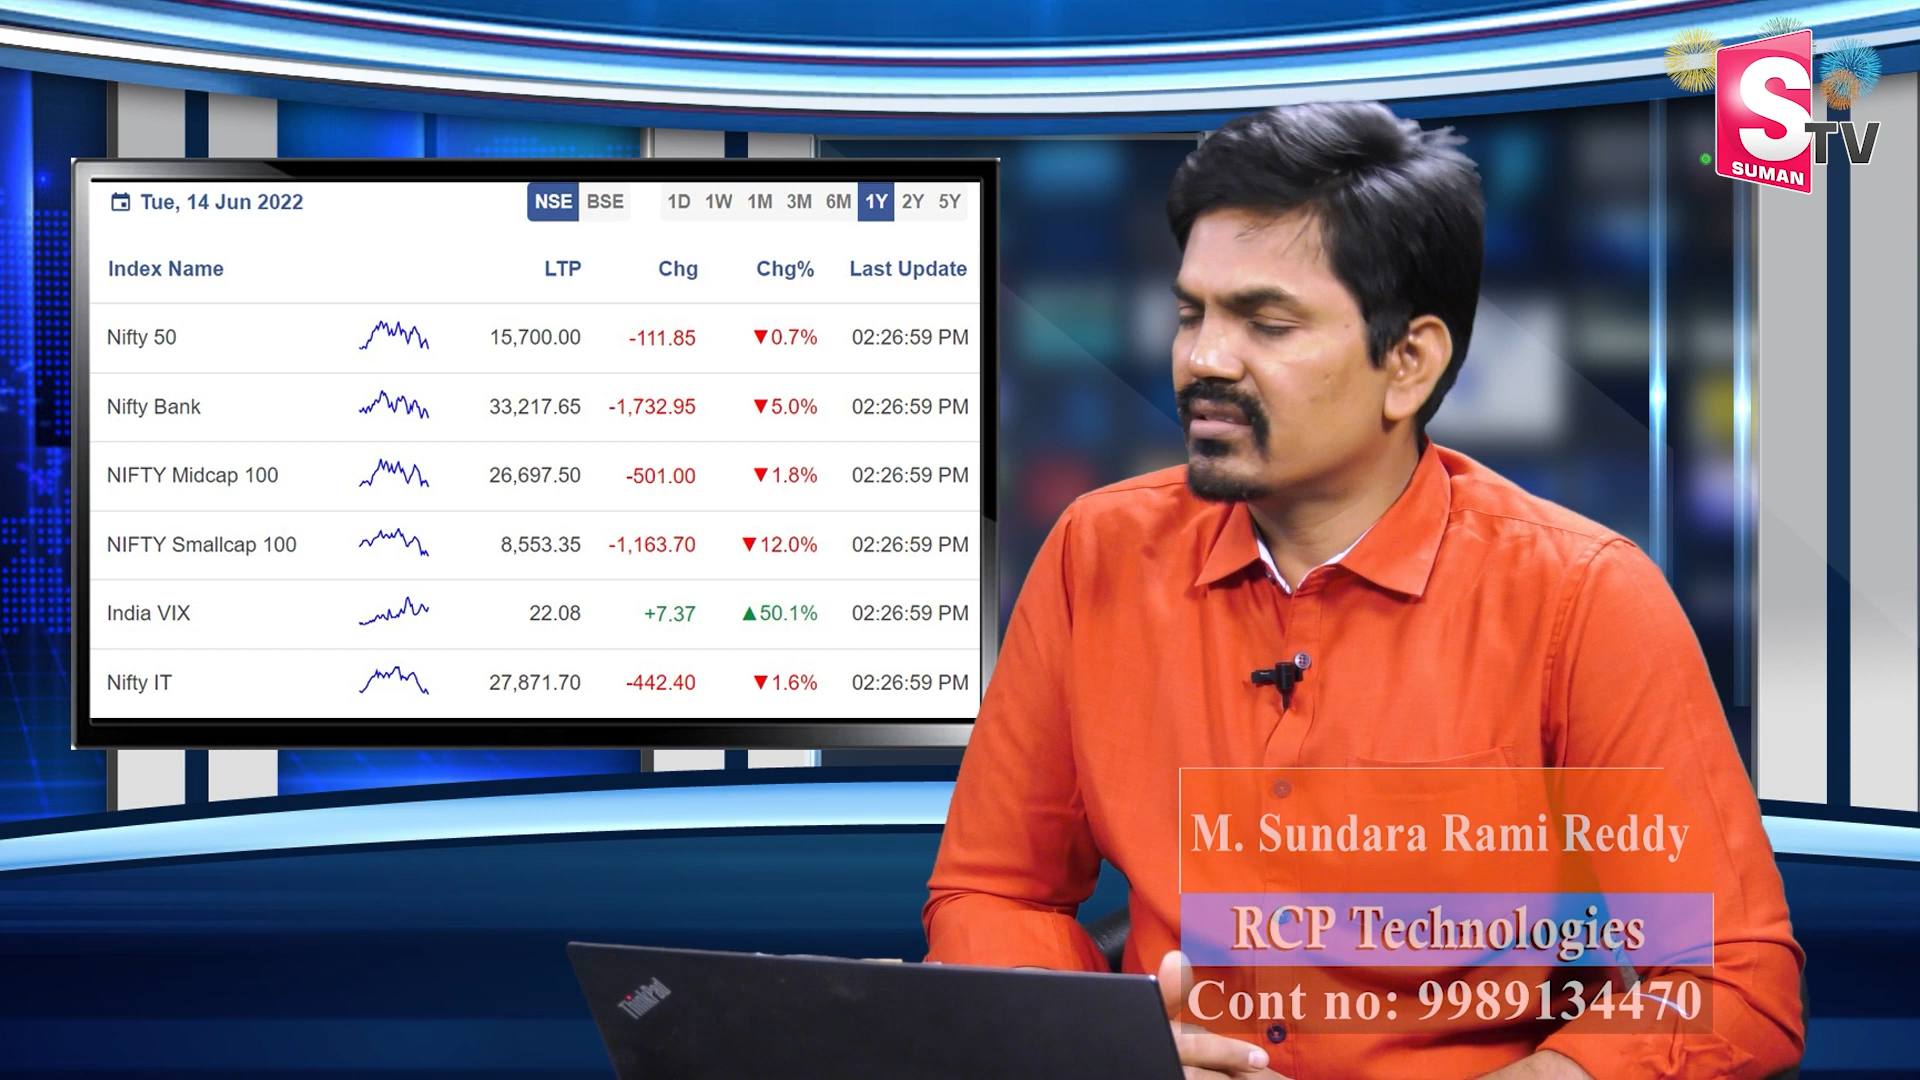 S
TV
SUMAN
Tue, 14 Jun 2022 NSE BSE 1D 1W 1M 3M 6M 1Y 2Y 5Y
Index Name LTP Chg Chg% Last Update
Nifty 50 15,700.00 -111.85 ▼0.7% 02:26:59 PM
Nifty Bank 33,217.65 -1,732.95 ▼5.0% 02:26:59 PM
NIFTY Midcap 100 26,697.50 -501.00 ▼1.8% 02:26:59 PM
NIFTY Smallcap 100 8,553.35 -1,163.70 ▼12.0% 02:26:59 PM
India VIX 22.08 +7.37 ▲50.1% 02:26:59 PM
Nifty IT 27,871.70 -442.40 ▼1.6% 02:26:59 PM
M. Sundara Rami Reddy
RCP Technologies
Cont no: 9989134470
ThinkPad